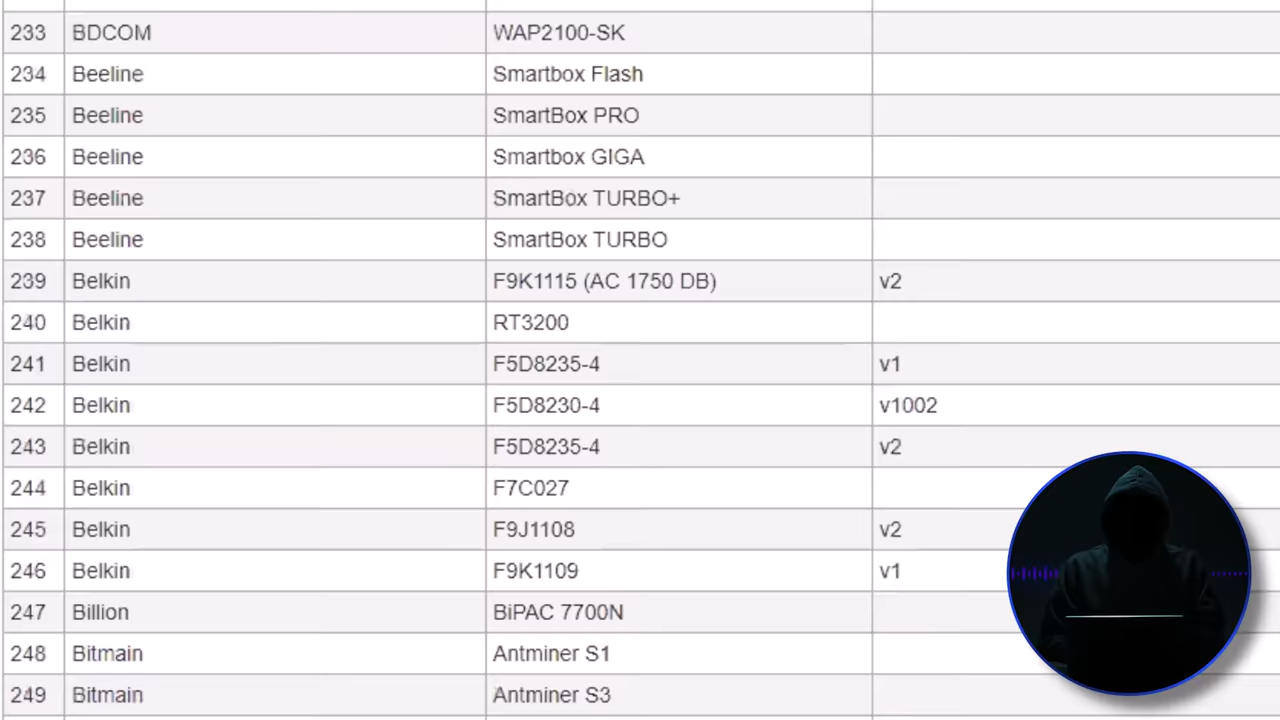 233 BDCOM WAP2100-SK
234 Beeline Smartbox Flash
235 Beeline SmartBox PRO
236 Beeline Smartbox GIGA
237 Beeline SmartBox TURBO+
238 Beeline SmartBox TURBO
239 Belkin F9K1115 (AC 1750 DB) v2
240 Belkin RT3200
241 Belkin F5D8235-4 v1
242 Belkin F5D8230-4 v1002
243 Belkin F5D8235-4 v2
244 Belkin F7C027
245 Belkin F9J1108 v2
246 Belkin F9K1109 v1
247 Billion BiPAC 7700N
248 Bitmain Antminer S1
249 Bitmain Antminer S3